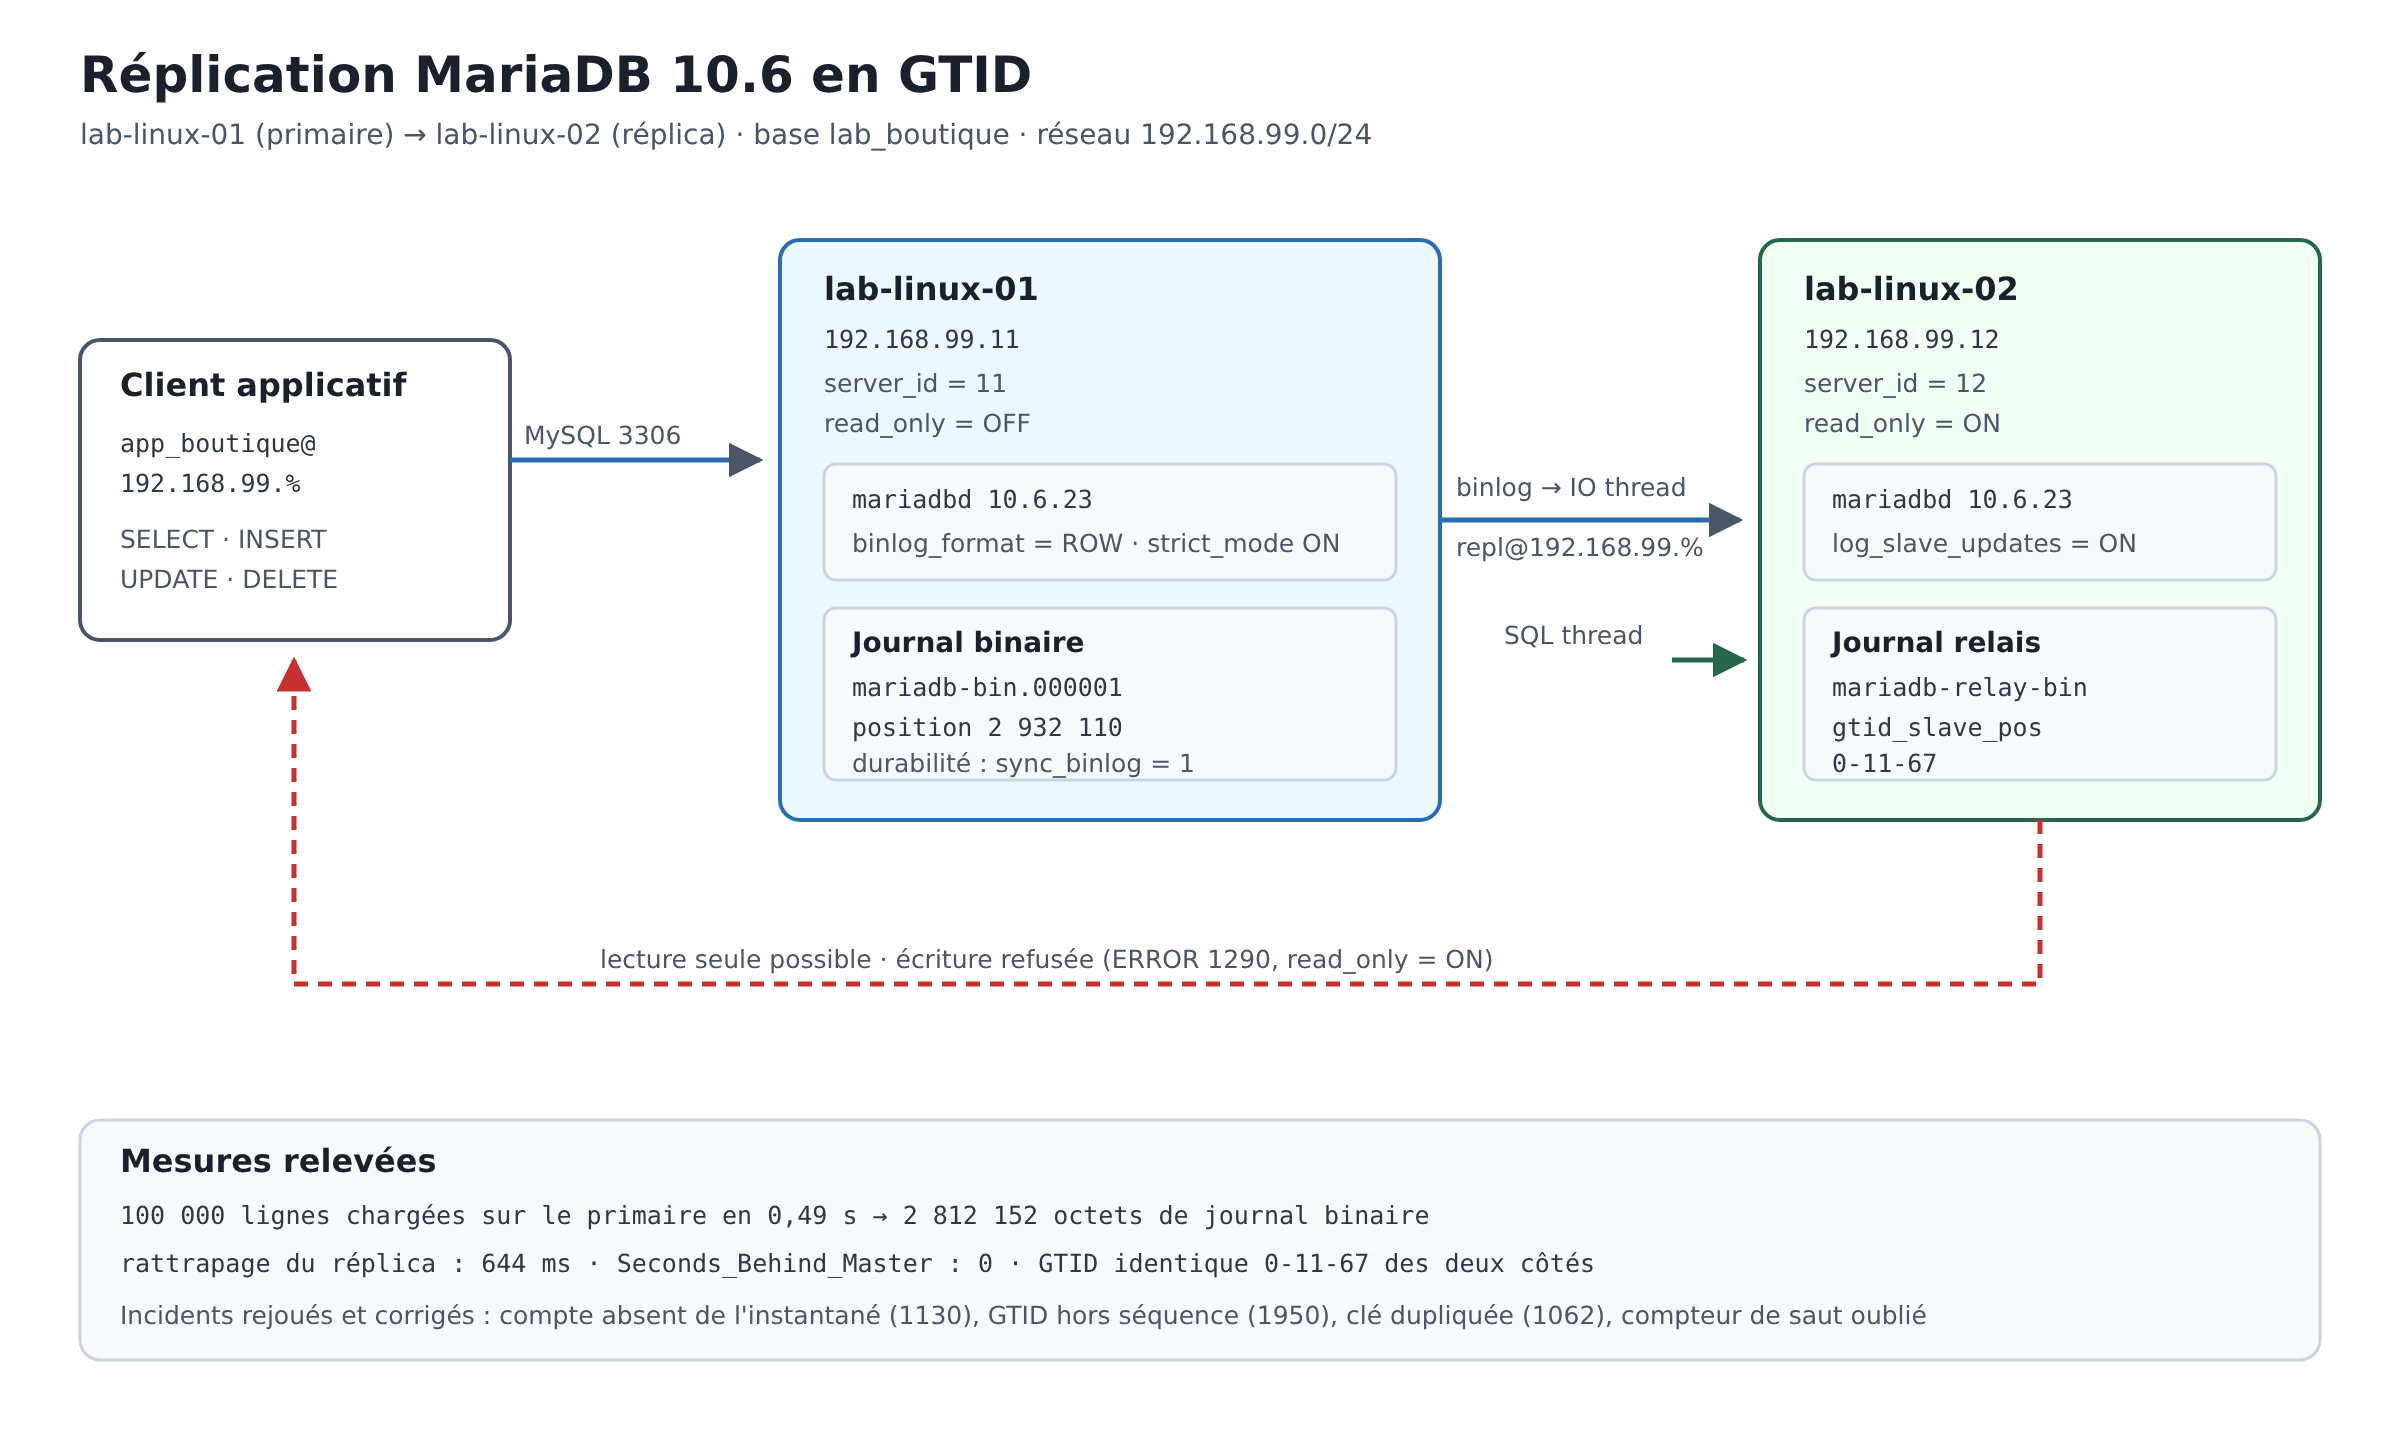 Réplication MariaDB 10.6 en GTID
lab-linux-01 (primaire) → lab-linux-02 (réplica) · base lab_boutique · réseau 192.168.99.0/24
Client applicatif
app_boutique@
192.168.99.%
SELECT · INSERT
UPDATE · DELETE
MySQL 3306
lab-linux-01
192.168.99.11
server_id = 11
read_only = OFF
mariadbd 10.6.23
binlog_format = ROW · strict_mode ON
Journal binaire
mariadb-bin.000001
position 2 932 110
durabilité : sync_binlog = 1
binlog → IO thread
repl@192.168.99.%
SQL thread
lab-linux-02
192.168.99.12
server_id = 12
read_only = ON
mariadbd 10.6.23
log_slave_updates = ON
Journal relais
mariadb-relay-bin
gtid_slave_pos
0-11-67
lecture seule possible · écriture refusée (ERROR 1290, read_only = ON)
Mesures relevées
100 000 lignes chargées sur le primaire en 0,49 s → 2 812 152 octets de journal binaire
rattrapage du réplica : 644 ms · Seconds_Behind_Master : 0 · GTID identique 0-11-67 des deux côtés
Incidents rejoués et corrigés : compte absent de l'instantané (1130), GTID hors séquence (1950), clé dupliquée (1062), compteur de saut oublié